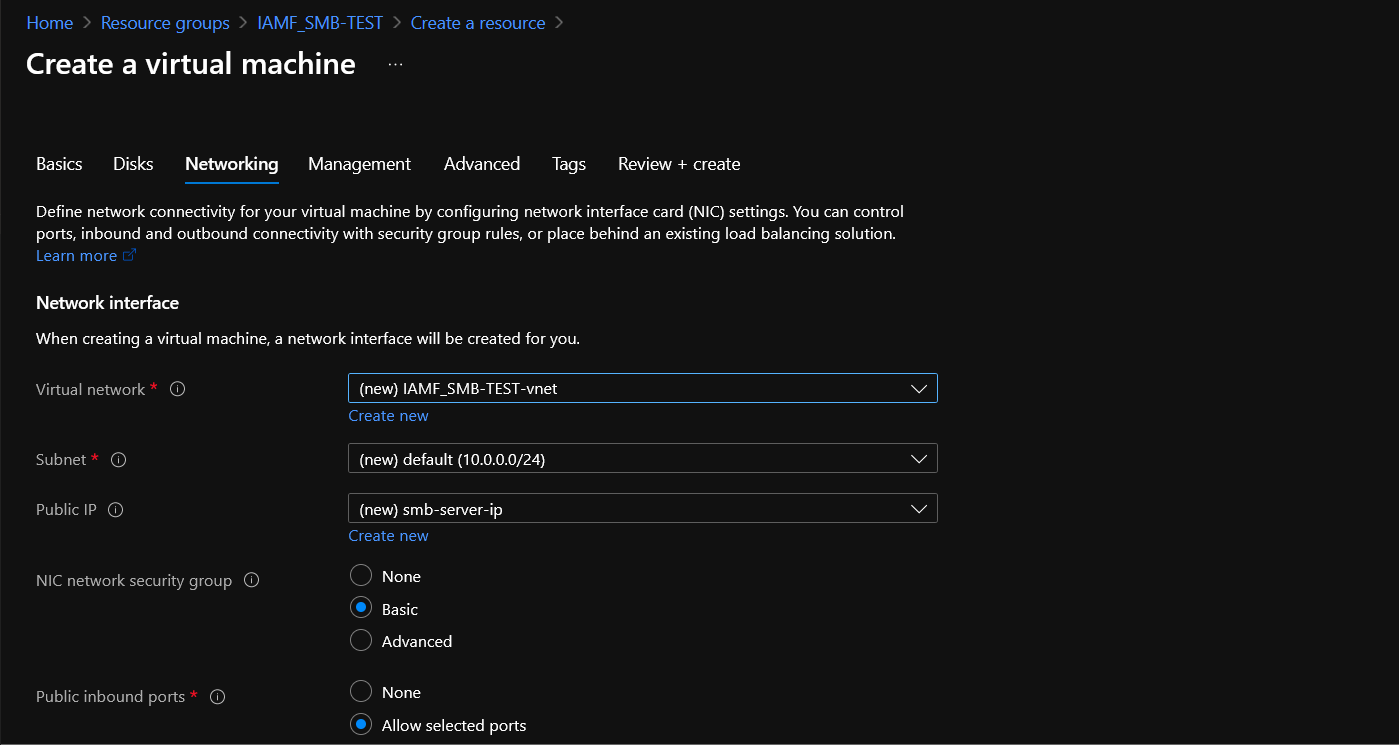 Home > Resource groups > IAMF_SMB-TEST > Create a resource >
Create a virtual machine ...
Basics Disks Networking Management Advanced Tags Review + create
Define network connectivity for your virtual machine by configuring network interface card (NIC) settings. You can control
ports, inbound and outbound connectivity with security group rules, or place behind an existing load balancing solution.
Learn more
Network interface
When creating a virtual machine, a network interface will be created for you.
Virtual network * (new) IAMF_SMB-TEST-vnet
Create new
Subnet * (new) default (10.0.0.0/24)
Public IP (new) smb-server-ip
Create new
NIC network security group None
Basic
Advanced
Public inbound ports * None
Allow selected ports